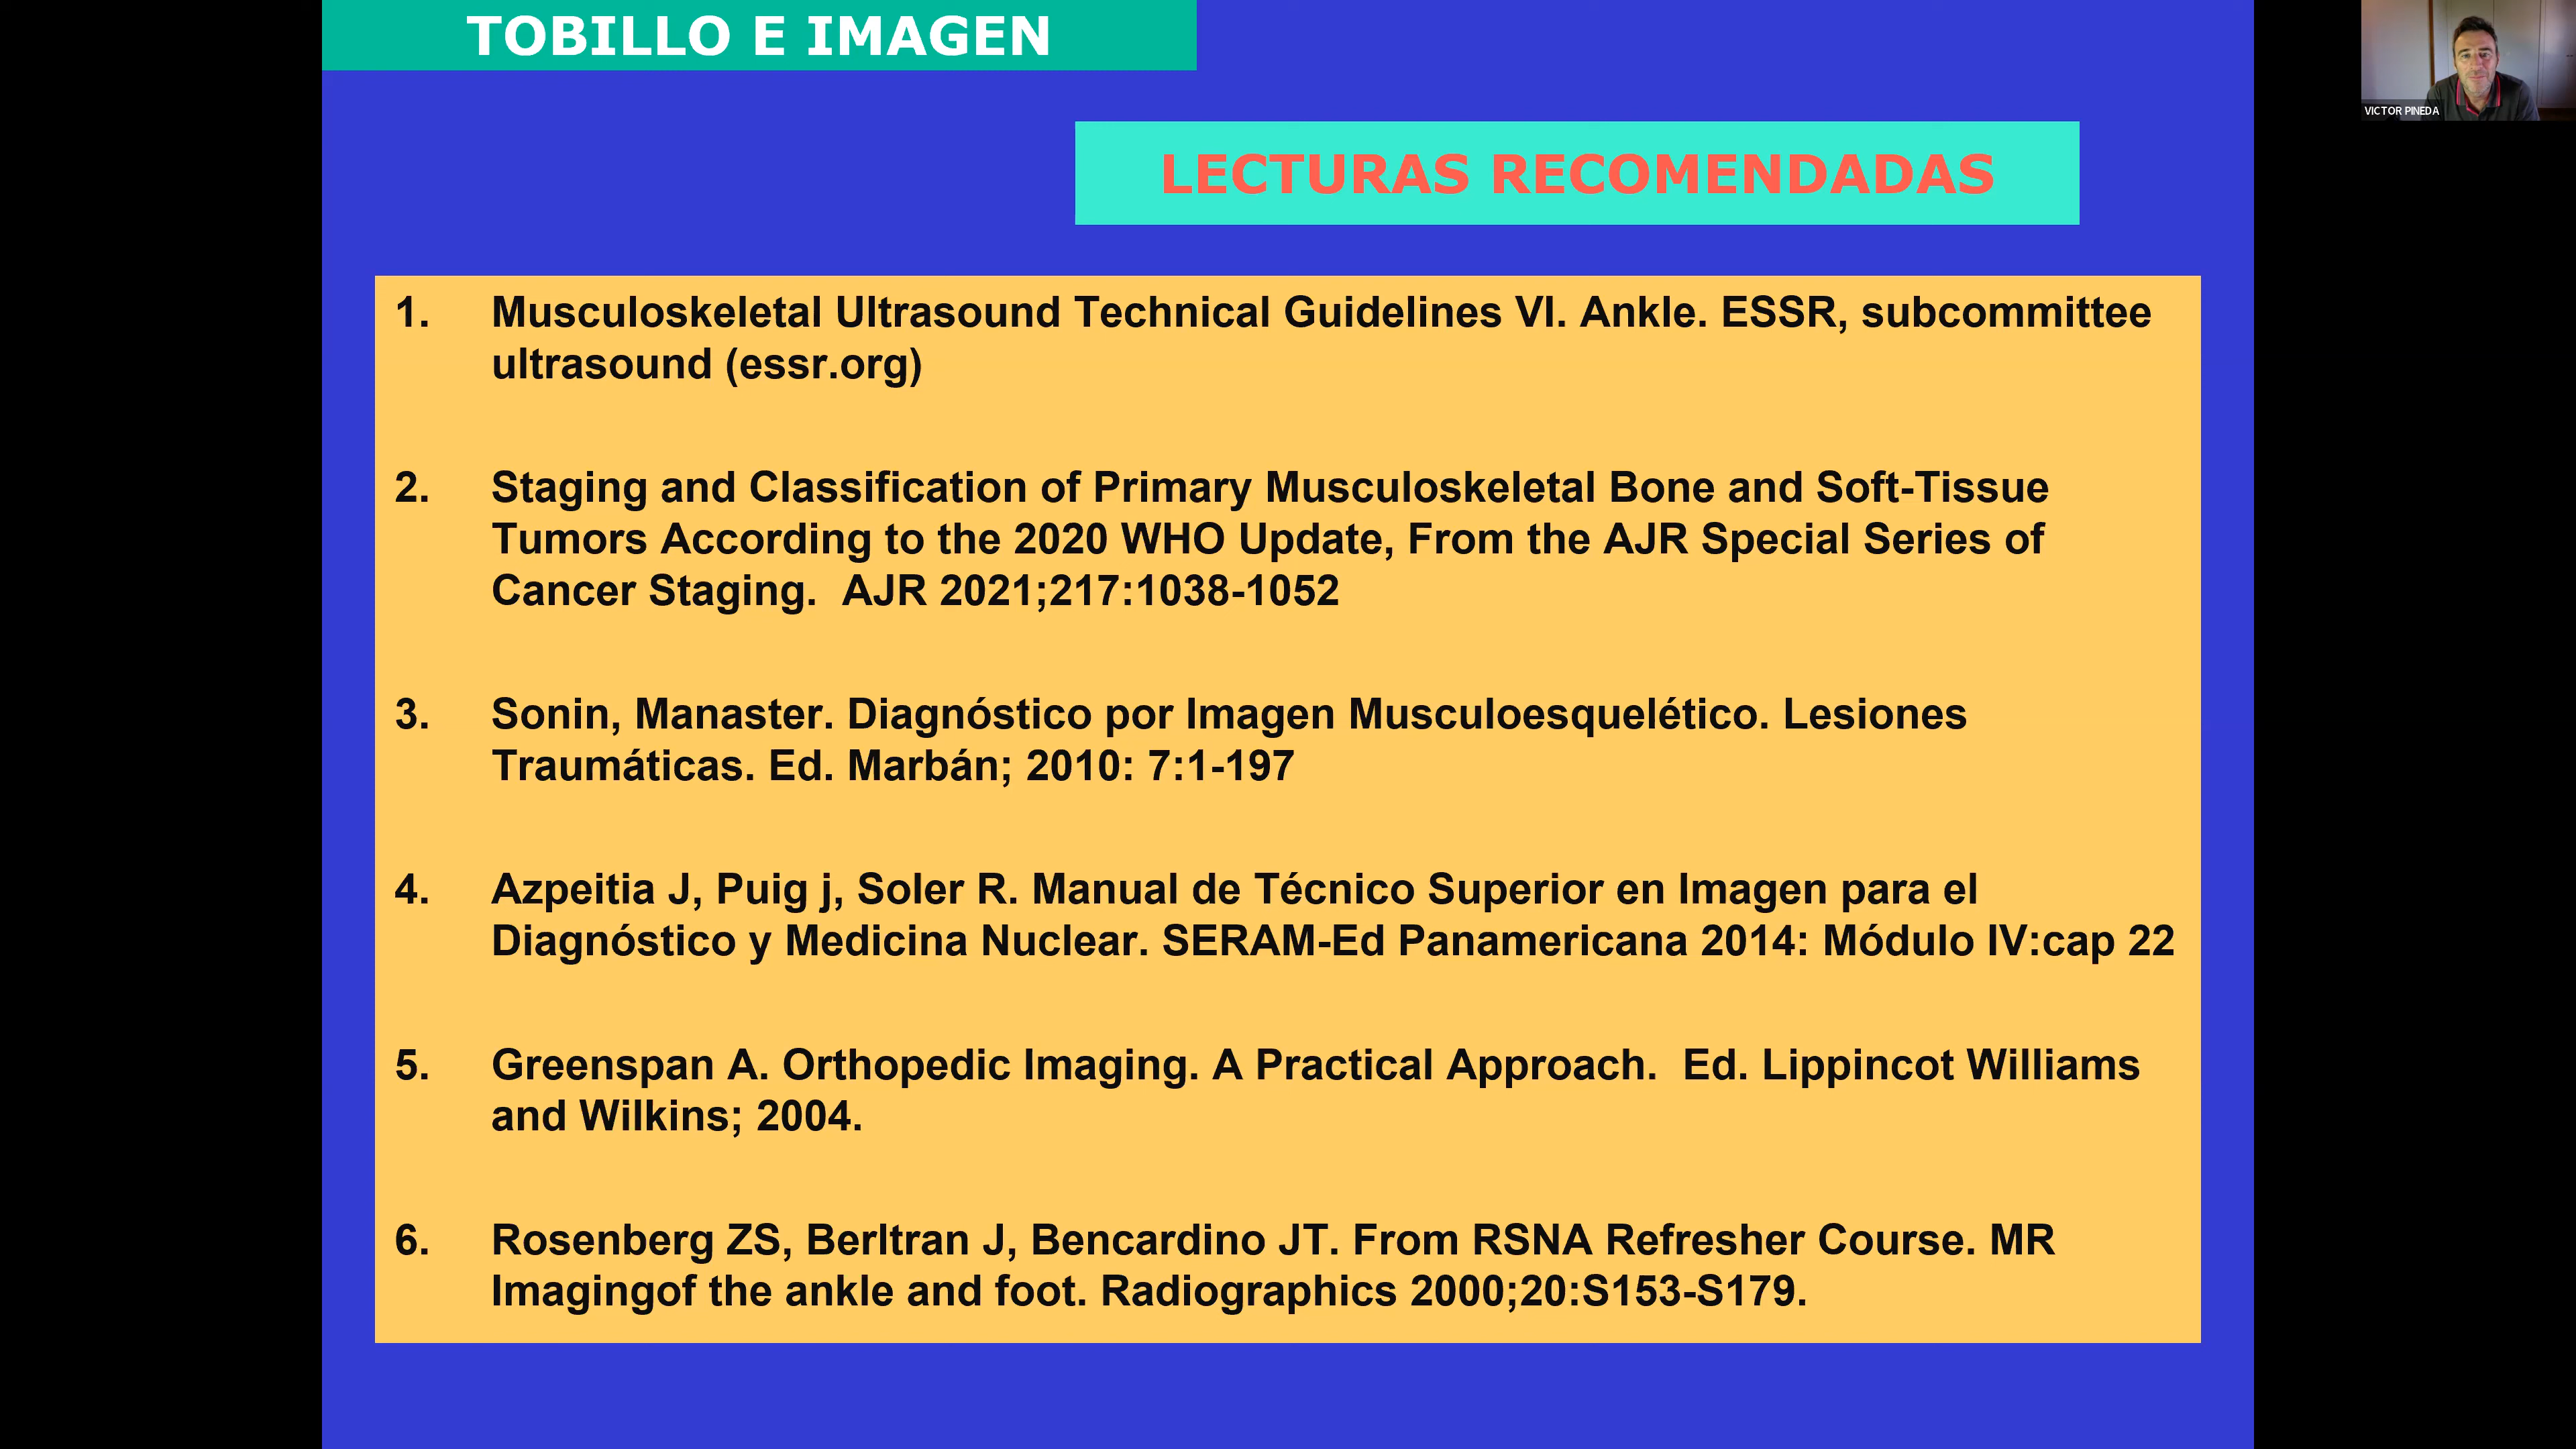 TOBILLO E IMAGEN
VICTOR PINEDA
LECTURAS RECOMENDADAS
1. Musculoskeletal Ultrasound Technical Guidelines VI. Ankle. ESSR, subcommittee
ultrasound (essr.org)
2. Staging and Classification of Primary Musculoskeletal Bone and Soft-Tissue
Tumors According to the 2020 WHO Update, From the AJR Special Series of
Cancer Staging.  AJR 2021;217:1038-1052
3. Sonin, Manaster. Diagnóstico por Imagen Musculoesquelético. Lesiones
Traumáticas. Ed. Marbán; 2010: 7:1-197
4. Azpeitia J, Puig j, Soler R. Manual de Técnico Superior en Imagen para el
Diagnóstico y Medicina Nuclear. SERAM-Ed Panamericana 2014: Módulo IV:cap 22
5. Greenspan A. Orthopedic Imaging. A Practical Approach.  Ed. Lippincot Williams
and Wilkins; 2004.
6. Rosenberg ZS, Berltran J, Bencardino JT. From RSNA Refresher Course. MR
Imagingof the ankle and foot. Radiographics 2000;20:S153-S179.